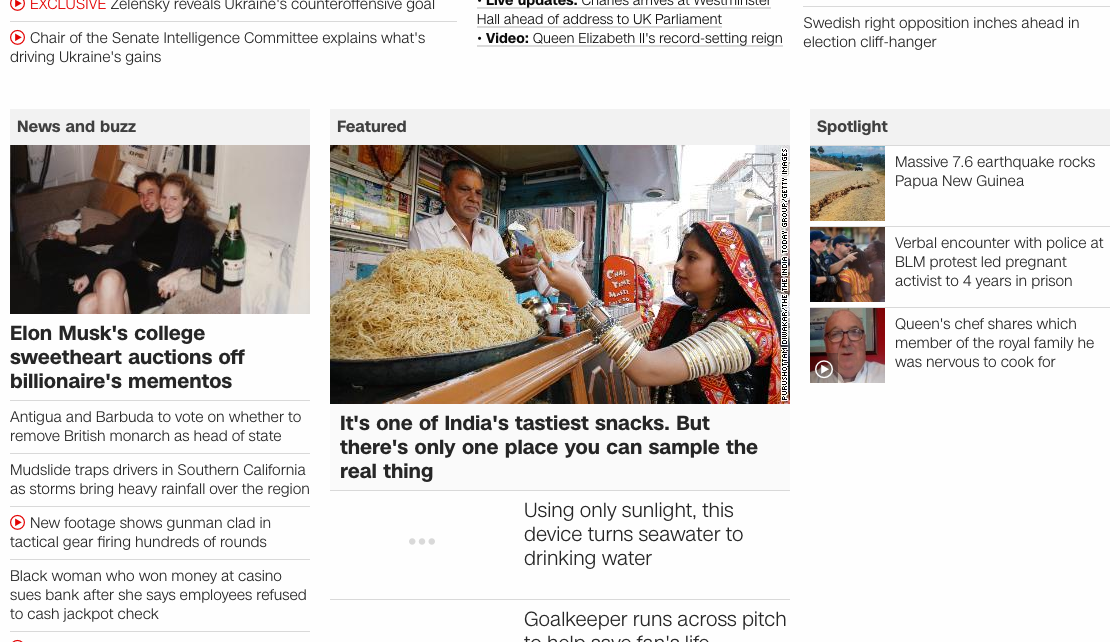 EXCLUSIVE Zelensky reveals Ukraine's counteroffensive goal
Chair of the Senate Intelligence Committee explains what's
driving Ukraine's gains
• Live updates: Charles arrives at Westminster
Hall ahead of address to UK Parliament
• Video: Queen Elizabeth II's record-setting reign
Swedish right opposition inches ahead in
election cliff-hanger
News and buzz
Elon Musk's college
sweetheart auctions off
billionaire's mementos
Antigua and Barbuda to vote on whether to
remove British monarch as head of state
Mudslide traps drivers in Southern California
as storms bring heavy rainfall over the region
New footage shows gunman clad in
tactical gear firing hundreds of rounds
Black woman who won money at casino
sues bank after she says employees refused
to cash jackpot check
Featured
PURUSHOTTAM DIWAKAR/THE THE INDIA TODAY GROUP/GETTY IMAGES
It's one of India's tastiest snacks. But
there's only one place you can sample the
real thing
Using only sunlight, this
device turns seawater to
drinking water
Goalkeeper runs across pitch
to help save fan's life
Spotlight
Massive 7.6 earthquake rocks
Papua New Guinea
Verbal encounter with police at
BLM protest led pregnant
activist to 4 years in prison
Queen's chef shares which
member of the royal family he
was nervous to cook for